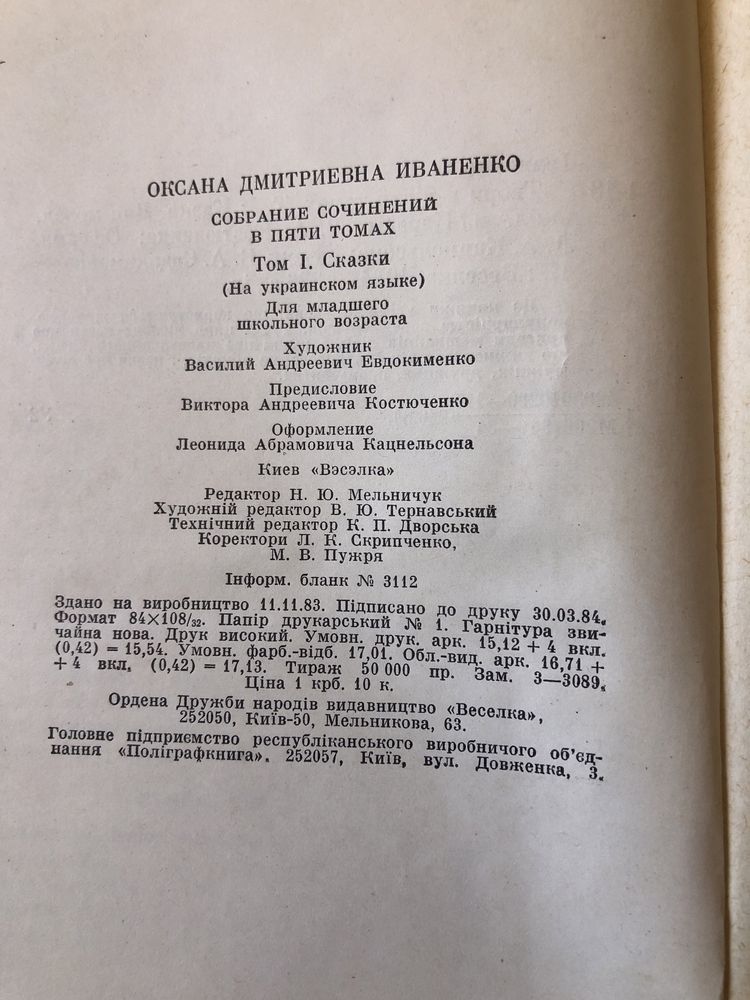 ОКСАНА ДМИТРИЕВНА ИВАНЕНКО
СОБРАНИЕ СОЧИНЕНИЙ
В ПЯТИ ТОМАХ
Том I. Сказки
(На украинском языке)
Для младшего
школьного возраста
Художник
Василий Андреевич Евдокименко
Предисловие
Виктора Андреевича Костюченко
Оформление
Леонида Абрамовича Кацнельсона
Киев «Вэсэлка»
Редактор Н. Ю. Мельничук
Художній редактор В. Ю. Тернавський
Технічний редактор К. П. Дворська
Коректори Л. К. Скрипченко,
М. В. Пужря
Інформ. бланк № 3112
Здано на виробництво 11.11.83. Підписано до друку 30.03.84.
Формат 84×108/32. Папір друкарський № 1. Гарнітура зви-
чайна нова. Друк високий. Умовн. друк. арк. 15,12 + 4 вкл.
(0,42) = 15,54. Умовн. фарб.-відб. 17,01. Обл.-вид. арк. 16,71 +
+ 4 вкл. (0,42) = 17,13. Тираж 50 000 пр. Зам. 3—3089.
Ціна 1 крб. 10 к.
Ордена Дружби народів видавництво «Веселка»,
252050, Київ-50, Мельникова, 63.
Головне підприємство республіканського виробничого об'єд-
нання «Поліграфкнига». 252057, Київ, вул. Довженка, 3.